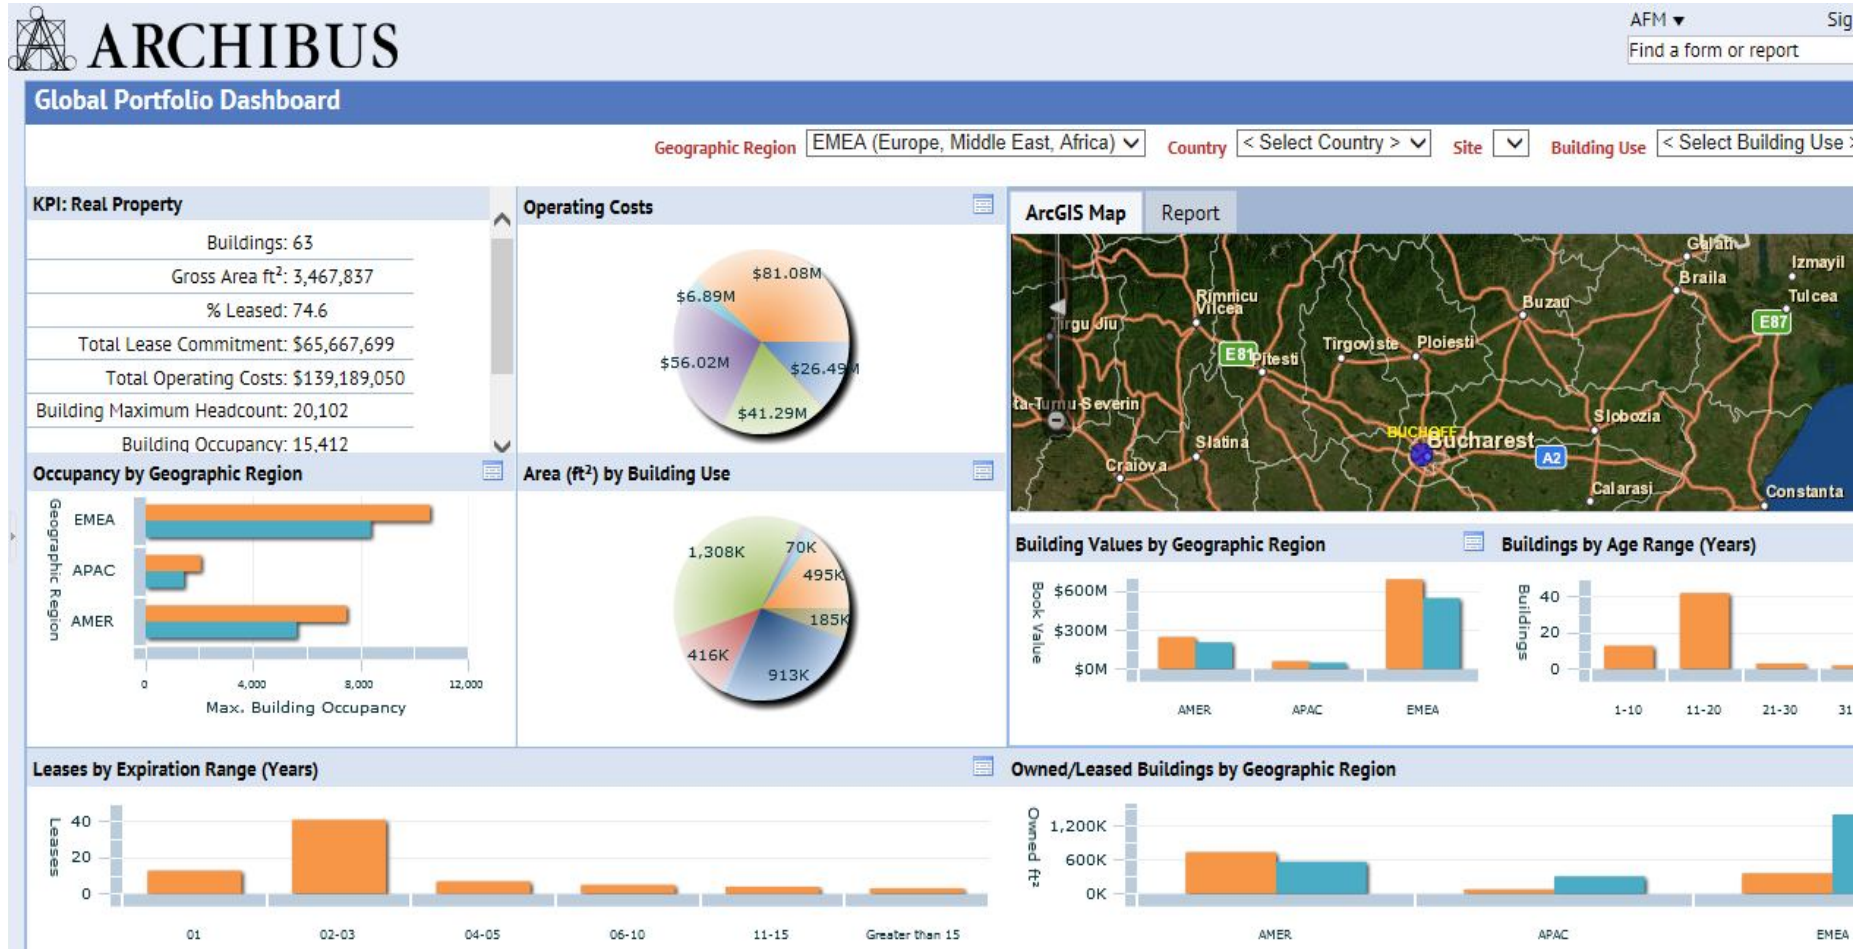 ARCHIBUS
AFM ▼
Sig
Find a form or report
Global Portfolio Dashboard
Geographic Region EMEA (Europe, Middle East, Africa) Country < Select Country > Site Building Use < Select Building Use >
KPI: Real Property
Buildings: 63
Gross Area ft²: 3,467,837
% Leased: 74.6
Total Lease Commitment: $65,667,699
Total Operating Costs: $139,189,050
Building Maximum Headcount: 20,102
Building Occupancy: 15,412
Operating Costs
$81.08M
$6.89M
$56.02M
$26.49M
$41.29M
ArcGIS Map Report
Galati
Izmayil
Braila
Tulcea
Rimnicu
Vilcea
Buzau
E87
Tirgu Jiu
Tirgoviste
Ploiesti
E81
Pitesti
ta-Turnu-Severin
Slobozia
BUCHOFF
Bucharest
Slatina
A2
Craiova
Calarasi
Constanta
Occupancy by Geographic Region
Geographic Region
EMEA
APAC
AMER
0 4,000 8,000 12,000
Max. Building Occupancy
Area (ft²) by Building Use
1,308K
70K
495K
185K
416K
913K
Building Values by Geographic Region
Book Value
$600M
$300M
$0M
AMER APAC EMEA
Buildings by Age Range (Years)
Buildings
40
20
0
1-10 11-20 21-30 31
Leases by Expiration Range (Years)
Leases
40
20
0
01 02-03 04-05 06-10 11-15 Greater than 15
Owned/Leased Buildings by Geographic Region
Owned ft²
1,200K
600K
0K
AMER APAC EMEA